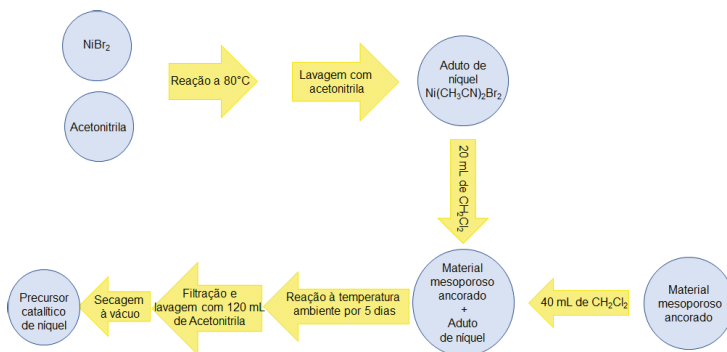 NiBr₂
Acetonitrila
Reação a 80°C
Lavagem com
acetonitrila
Aduto de
níquel
Ni(CH₃CN)₂Br₂
20 mL de CH₂Cl₂
Material
mesoporoso
ancorado
+
Aduto
de níquel
40 mL de CH₂Cl₂
Material
mesoporoso
ancorado
Reação à temperatura
ambiente por 5 dias
Filtração e
lavagem com 120 mL
de Acetonitrila
Secagem
à vácuo
Precursor
catalítico
de níquel